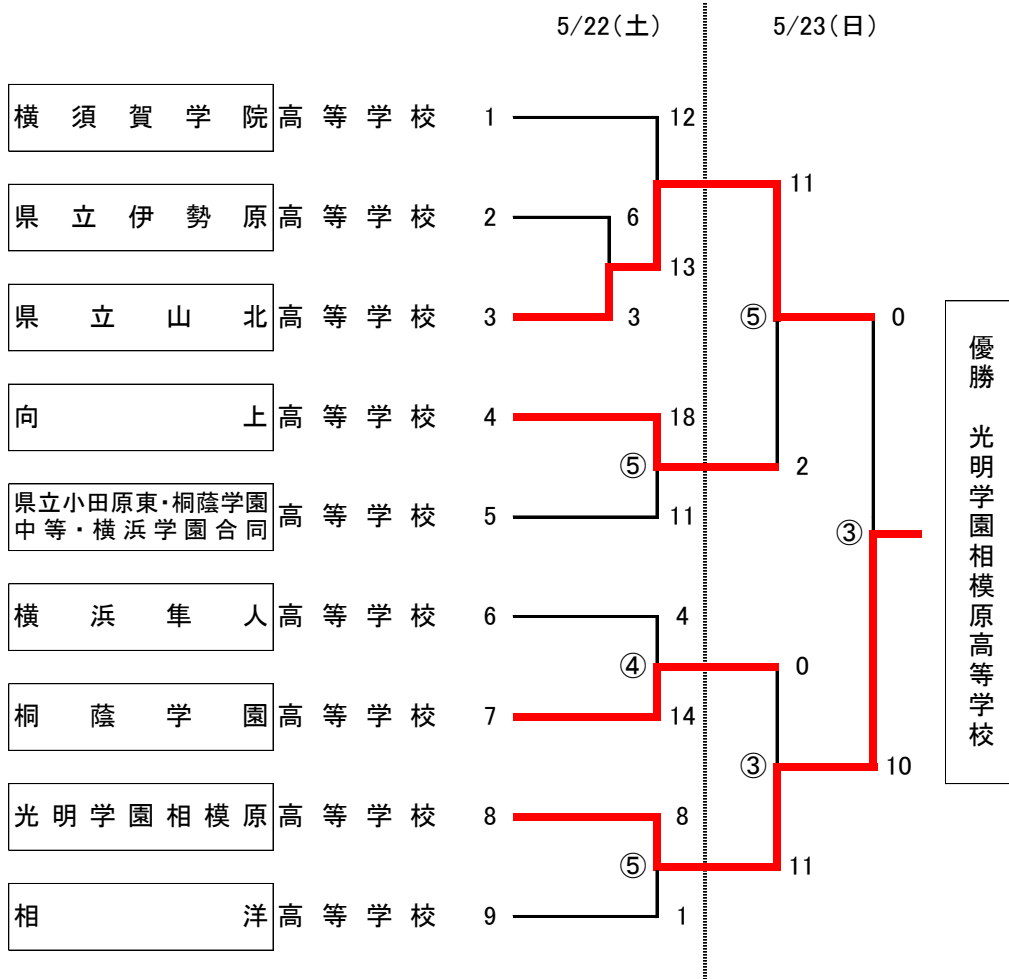 5/22(土) 5/23(日)
横須賀学院高等学校 1 12
11
県立伊勢原高等学校 2 6
13
県立山北高等学校 3 3 ⑤ 0
向上高等学校 4 18
⑤ 2
県立小田原東・桐蔭学園
中等・横浜学園合同 高等学校 5 11
③
横浜隼人高等学校 6 4
④ 0
桐蔭学園高等学校 7 14
③ 10
光明学園相模原高等学校 8 8
⑤ 11
相洋高等学校 9 1
優勝 光明学園相模原高等学校